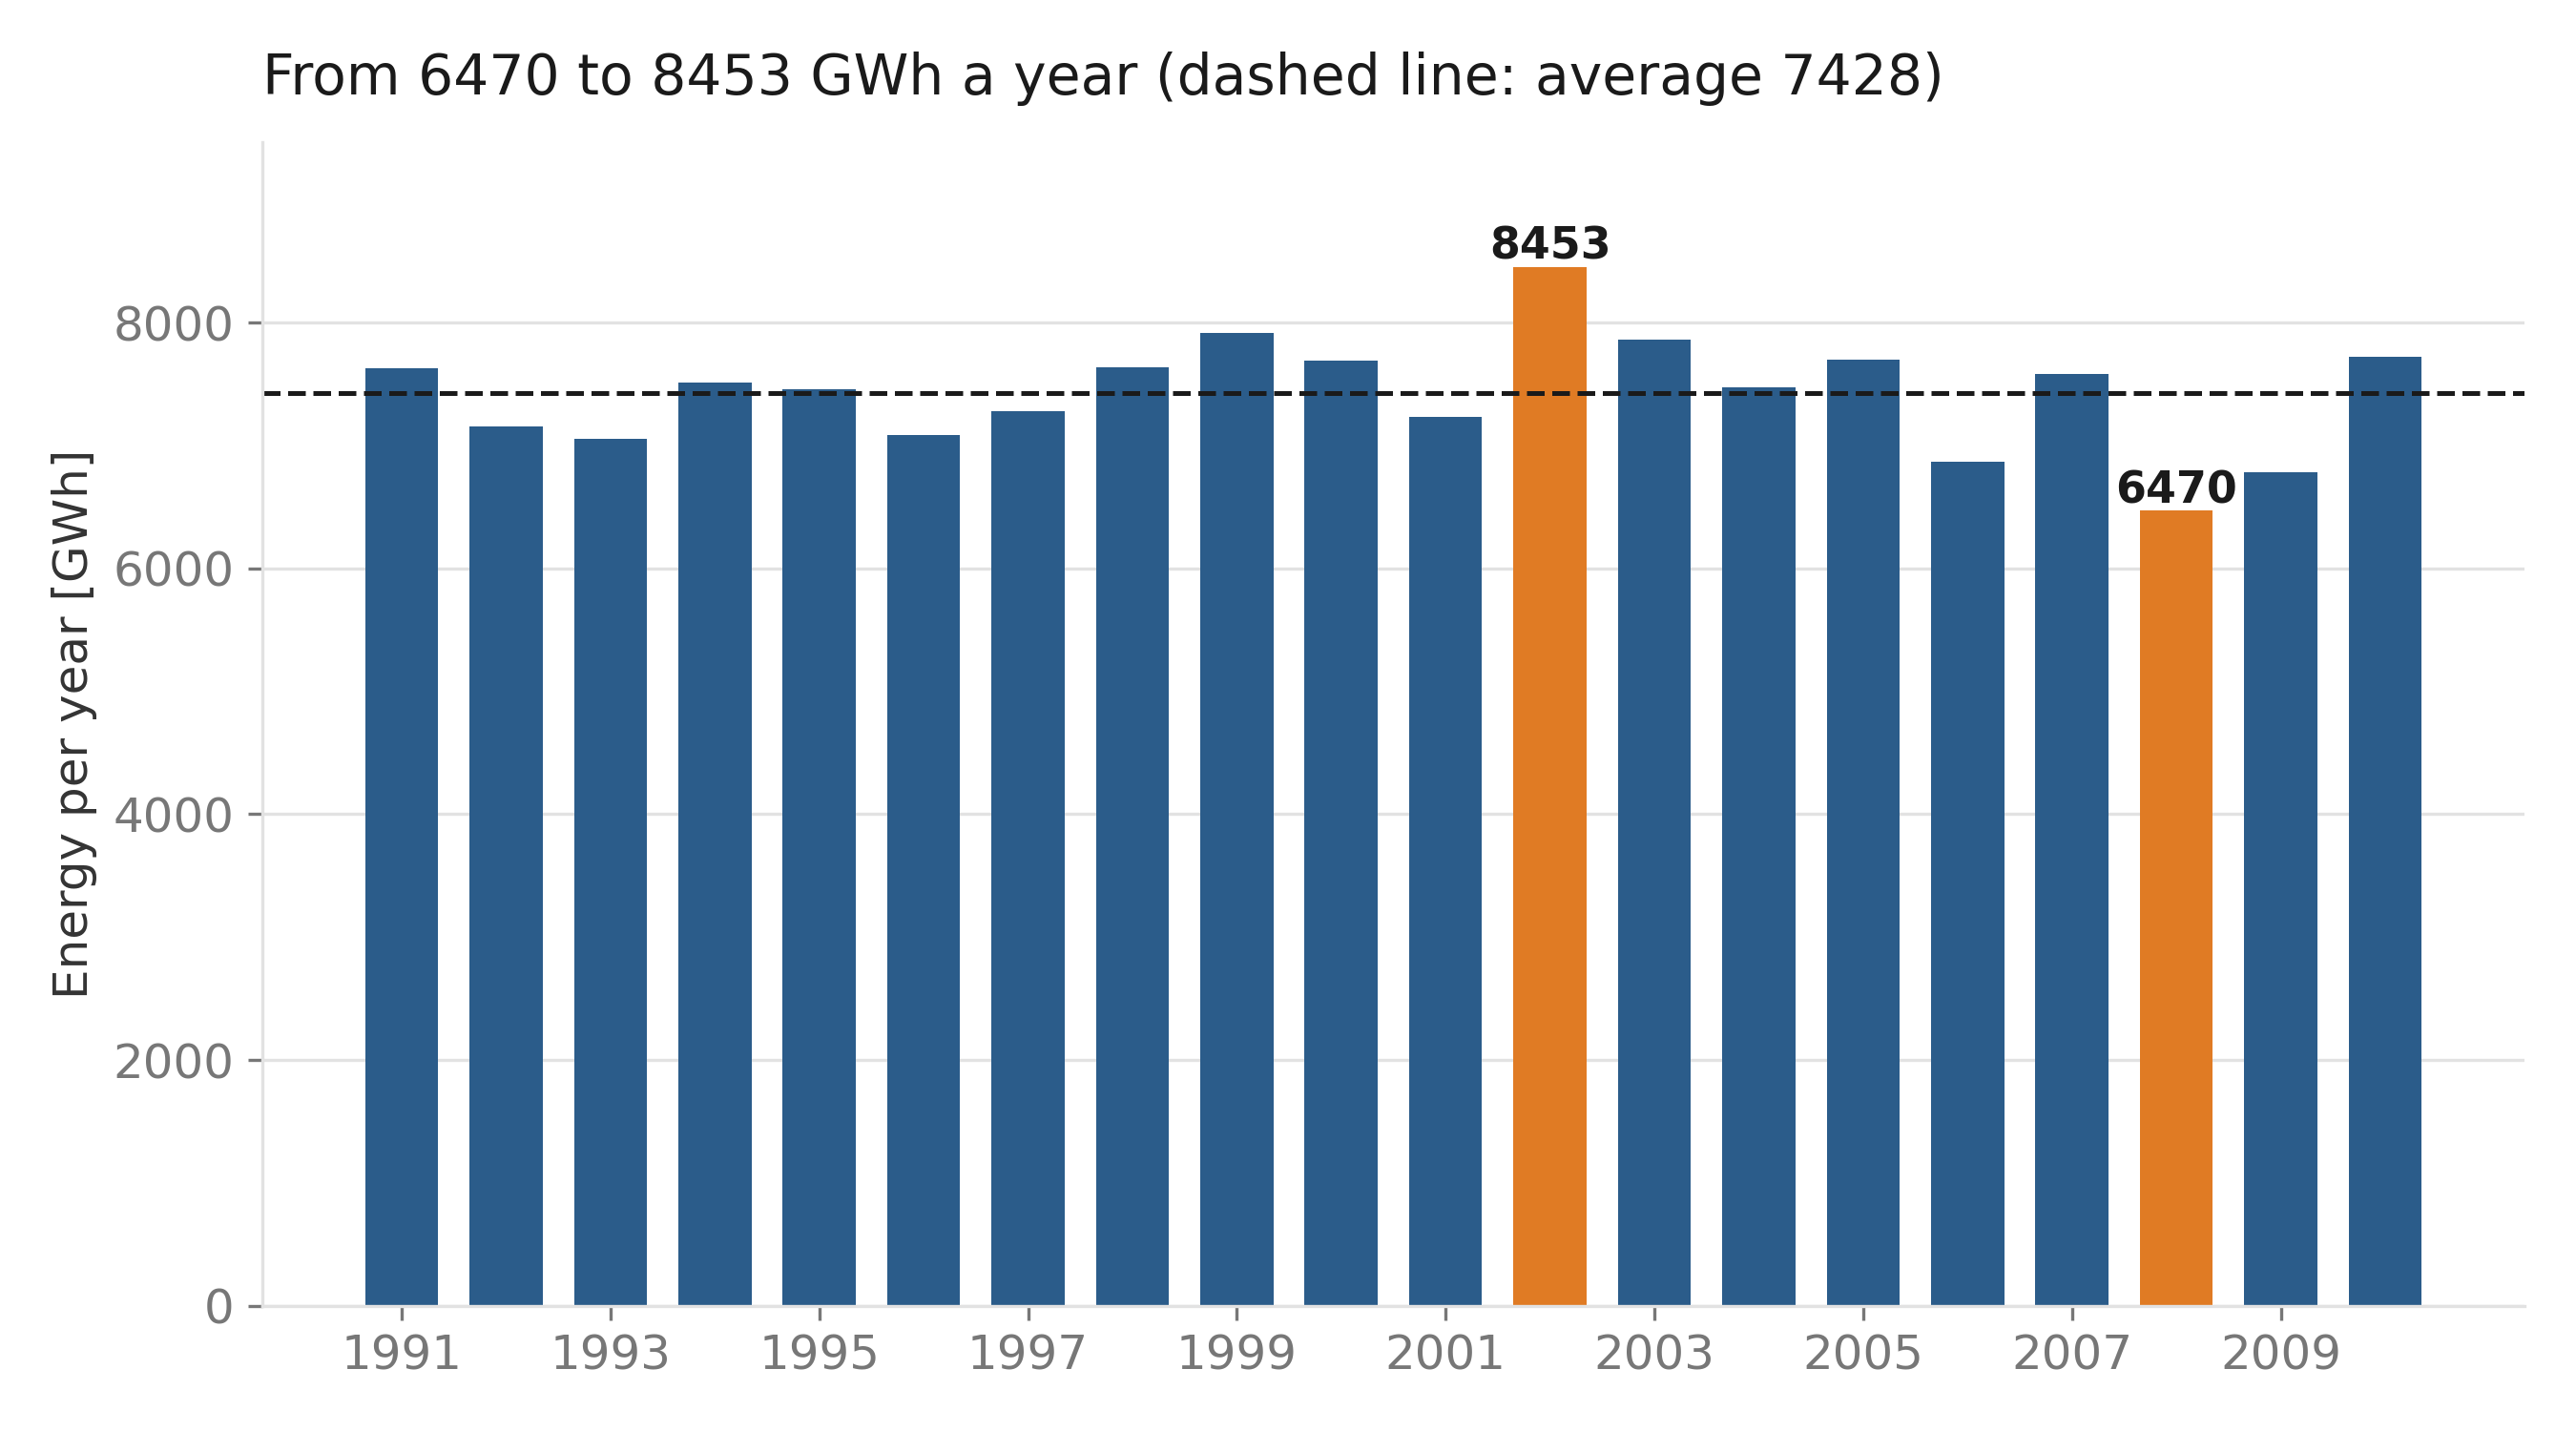 From 6470 to 8453 GWh a year (dashed line: average 7428)
Energy per year [GWh]
8000
6000
4000
2000
0
8453
6470
1991 1993 1995 1997 1999 2001 2003 2005 2007 2009